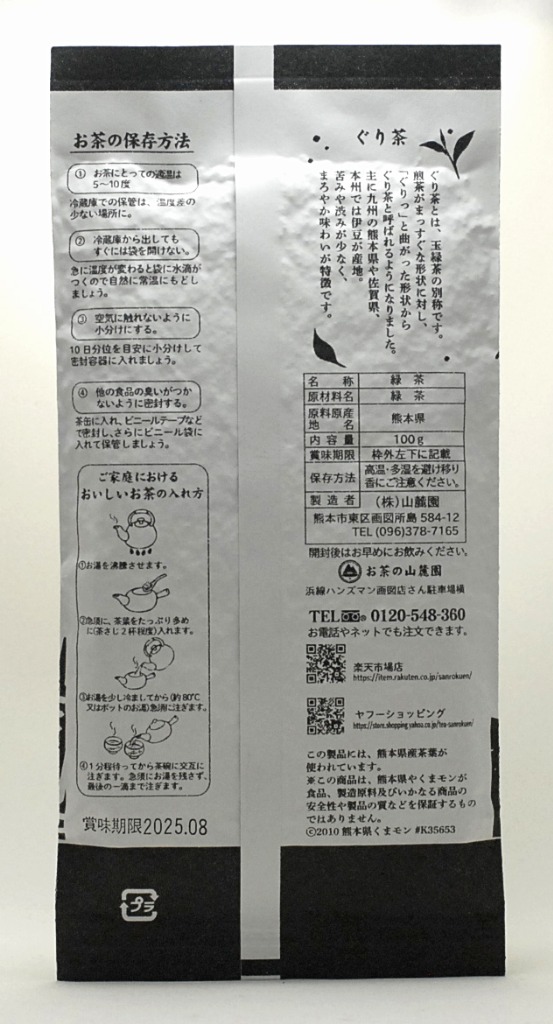 お茶の保存方法
① お茶にとっての適温は
5〜10度
冷蔵庫での保管は、温度差の
少ない場所に。
② 冷蔵庫から出しても
すぐには袋を開けない。
急に温度が変わると袋に水滴が
つくので自然に常温にもどし
ましょう。
③ 空気に触れないように
小分けにする。
10日分位を目安に小分けして
密封容器に入れましょう。
④ 他の食品の臭いがつか
ないように密封する。
茶缶に入れ、ビニールテープなど
で密封し、さらにビニール袋に
入れて保管しましょう。
ご家庭における
おいしいお茶の入れ方
①お湯を沸騰させます。
②急須に、茶葉をたっぷり多め
に(茶さじ2杯程度)入れます。
③お湯を少し冷ましてから(約80℃
又はポットのお湯)急須に注ぎます。
④1分程待ってから茶碗に交互に
注ぎます。急須にお湯を残さず、
最後の一滴まで注ぎます。
賞味期限2025.08
プラ
ぐり茶
ぐり茶とは、玉緑茶の別称です。
煎茶がまっすぐな形状に対し、
「ぐりっ」と曲がった形状から
ぐり茶と呼ばれるようになりました。
主に九州の熊本県や佐賀県、
本州では伊豆が産地。
苦みや渋みが少なく、
まろやか味わいが特徴です。
名 称 緑 茶
原材料名 緑 茶
原料原産地名 熊本県
内容量 100g
賞味期限 枠外左下に記載
保存方法 高温・多湿を避け移り
香にご注意ください。
製造者 (株)山麓園
熊本市東区画図所島 584-12
TEL (096)378-7165
開封後はお早めにお飲みください。
お茶の山麓園
浜線ハンズマン画図店さん駐車場横
TEL 0120-548-360
お電話やネットでも注文できます。
楽天市場店
https://item.rakuten.co.jp/sanrokuen/
ヤフーショッピング
https://store.shopping.yahoo.co.jp/tea-sanrokuen/
この製品には、熊本県産茶葉が
使われています。
※この商品は、熊本県やくまモンが
食品、製造原料及びいかなる商品の
安全性や製品の質などを保証するもの
ではありません。
©2010 熊本県くまモン #K35653